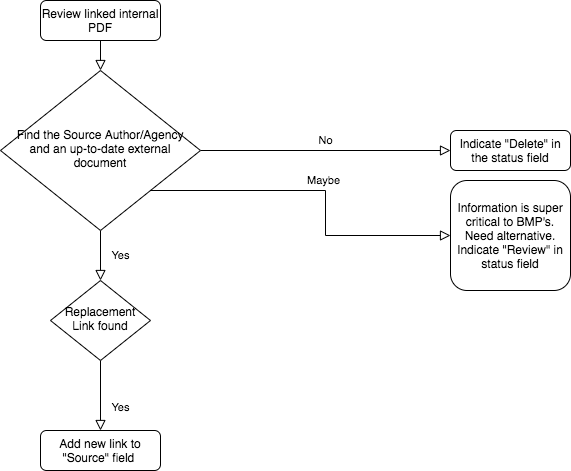 Review linked internal
PDF
Find the Source Author/Agency
and an up-to-date external
document
No
Indicate "Delete" in
the status field
Maybe
Information is super
critical to BMP's.
Need alternative.
Indicate "Review" in
status field
Yes
Replacement
Link found
Yes
Add new link to
"Source" field